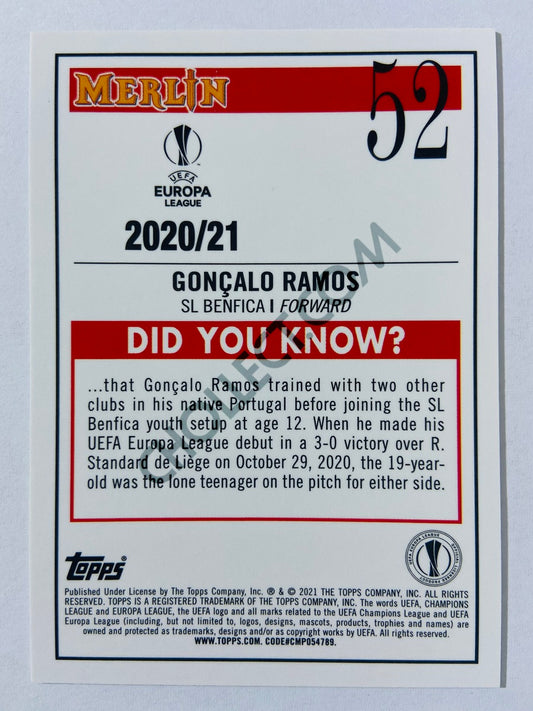 MERLIN
52
UEFA
EUROPA
LEAGUE
2020/21
GONÇALO RAMOS
SL BENFICA | FORWARD
DID YOU KNOW?
...that Gonçalo Ramos trained with two other
clubs in his native Portugal before joining the SL
Benfica youth setup at age 12. When he made his
UEFA Europa League debut in a 3-0 victory over R.
Standard de Liège on October 29, 2020, the 19-year-
old was the lone teenager on the pitch for either side.
CHOLLECT.COM
Topps®
Published Under License by The Topps Company, Inc. ® & © 2021 THE TOPPS COMPANY, INC. ALL RIGHTS
RESERVED. TOPPS IS A REGISTERED TRADEMARK OF THE TOPPS COMPANY, INC. The words UEFA, CHAMPIONS
LEAGUE and EUROPA LEAGUE, the UEFA logo and all marks related to the UEFA Champions League and UEFA
Europa League (including, but not limited to, logos, designs, mascots, products, trophies and names) are
owned and protected as trademarks, designs and/or as copyright works by UEFA. All rights reserved.
WWW.TOPPS.COM. CODE#CMP054789.